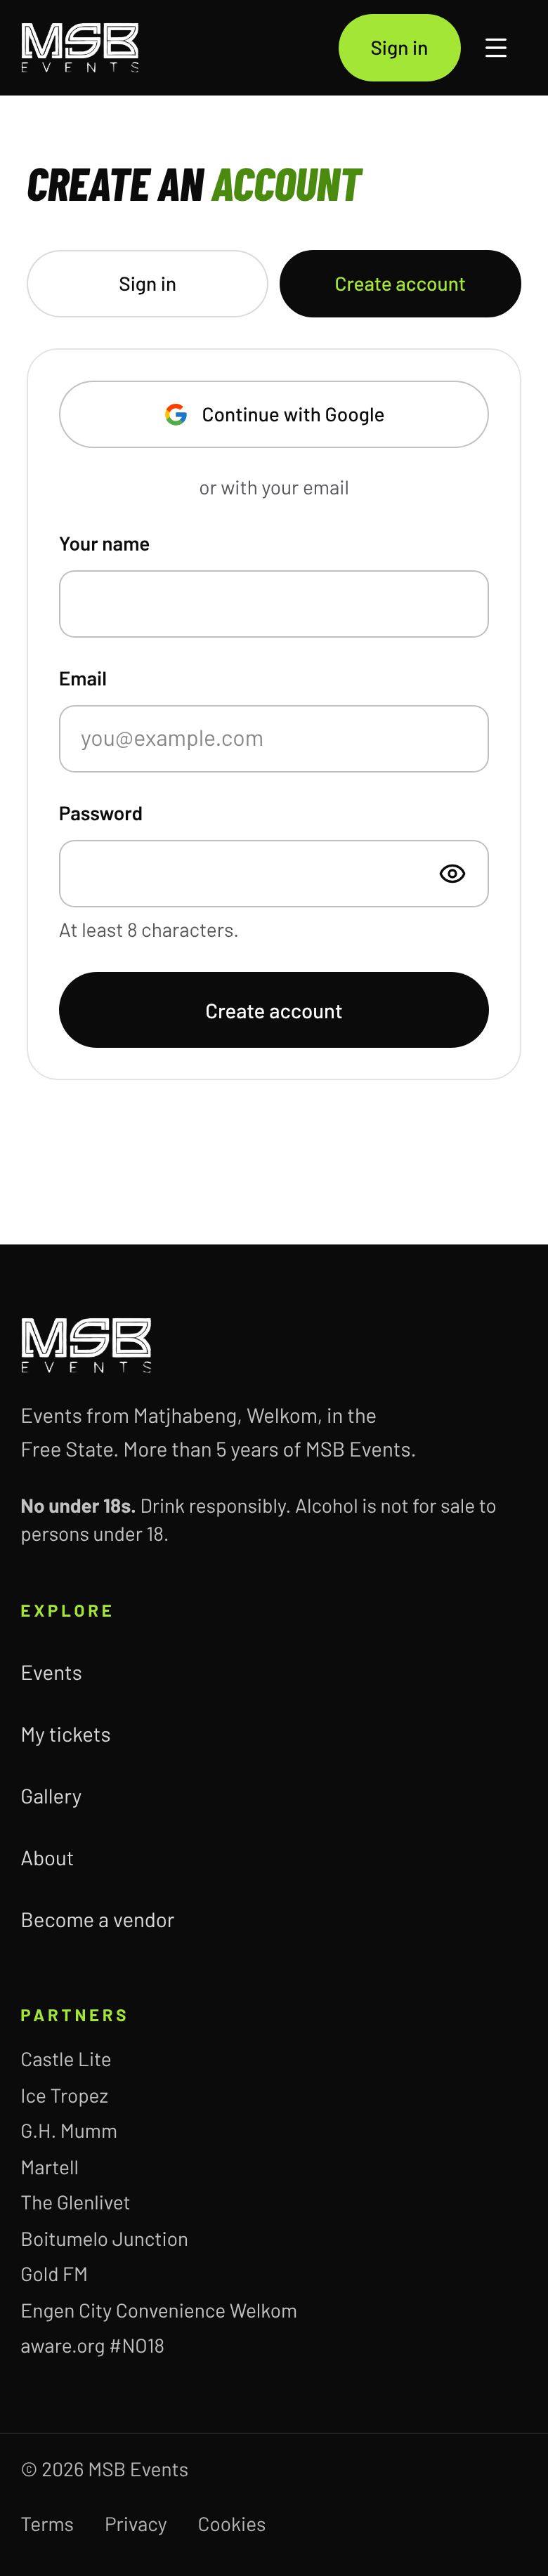 MSB
EVENTS
Sign in
CREATE AN ACCOUNT
Sign in
Create account
Continue with Google
or with your email
Your name
Email
you@example.com
Password
At least 8 characters.
Create account
MSB
EVENTS
Events from Matjhabeng, Welkom, in the
Free State. More than 5 years of MSB Events.
No under 18s. Drink responsibly. Alcohol is not for sale to
persons under 18.
EXPLORE
Events
My tickets
Gallery
About
Become a vendor
PARTNERS
Castle Lite
Ice Tropez
G.H. Mumm
Martell
The Glenlivet
Boitumelo Junction
Gold FM
Engen City Convenience Welkom
aware.org #NO18
© 2026 MSB Events
Terms Privacy Cookies